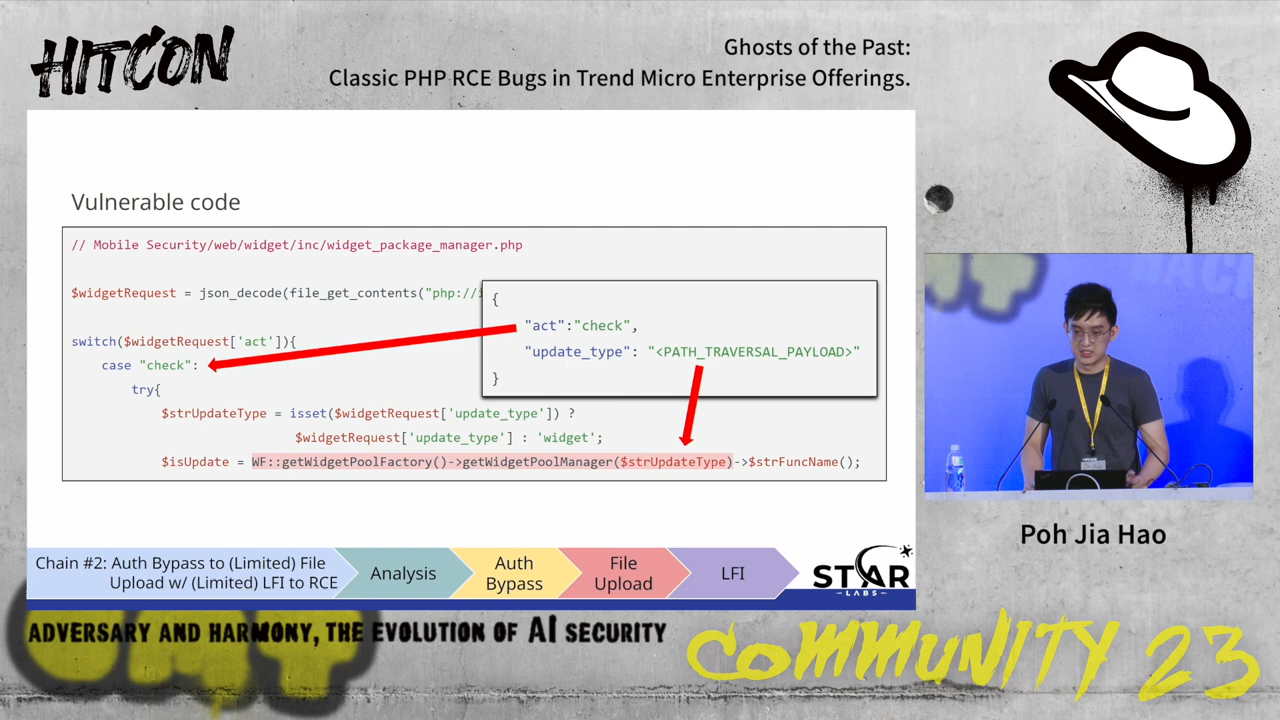 HITCON
Ghosts of the Past:
Classic PHP RCE Bugs in Trend Micro Enterprise Offerings.
Vulnerable code
// Mobile Security/web/widget/inc/widget_package_manager.php
$widgetRequest = json_decode(file_get_contents("php://i
switch($widgetRequest['act']){
case "check":
try{
$strUpdateType = isset($widgetRequest['update_type']) ?
$widgetRequest['update_type'] : 'widget';
$isUpdate = WF::getWidgetPoolFactory()->getWidgetPoolManager($strUpdateType)->$strFuncName();
{
"act":"check",
"update_type": "<PATH_TRAVERSAL_PAYLOAD>"
}
Poh Jia Hao
Chain #2: Auth Bypass to (Limited) File
Upload w/ (Limited) LFI to RCE
Analysis
Auth
Bypass
File
Upload
LFI
STAR
-LABS-
ADVERSARY AND HARMONY, THE EVOLUTION OF AI SECURITY
COMMUNITY 23